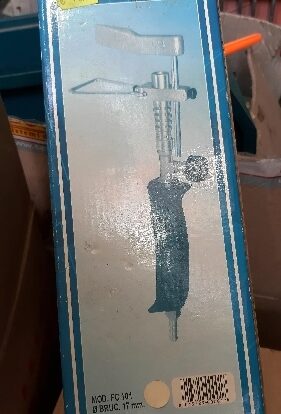 MOD. FC 101
Ø BRUC. 17 mm.